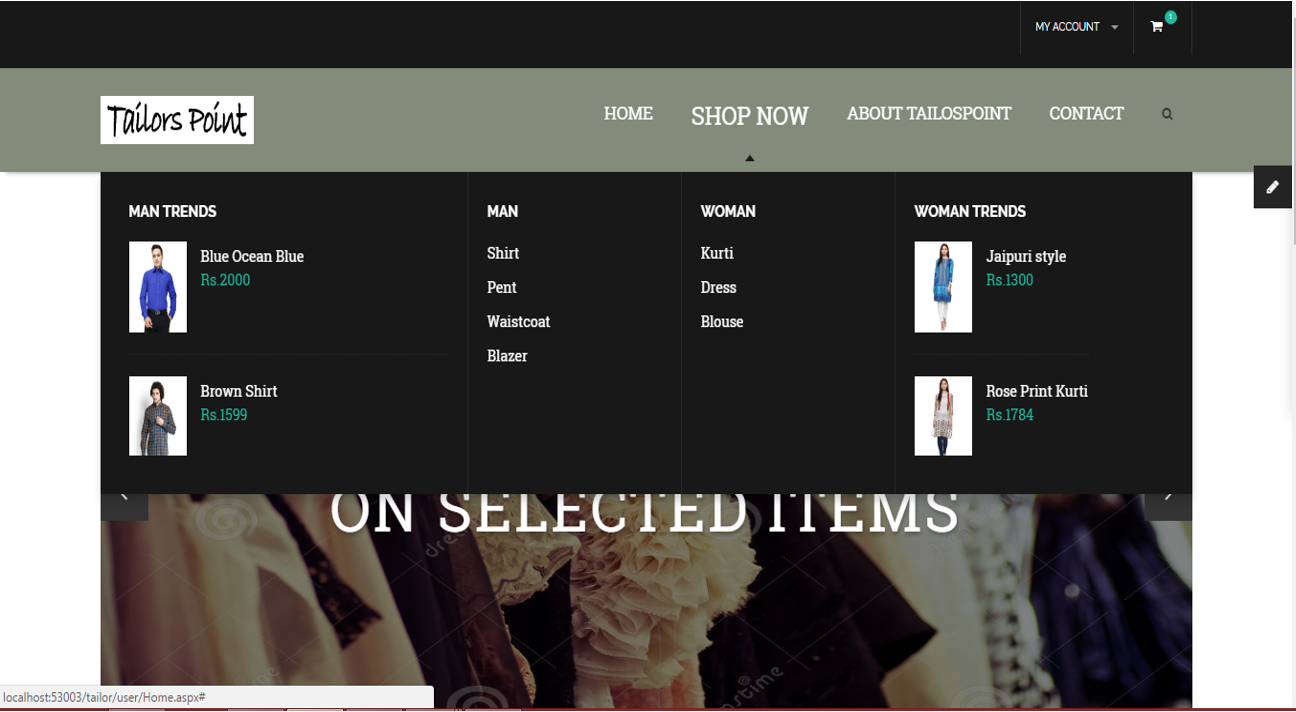 MY ACCOUNT
1
Tailors Point
HOME
SHOP NOW
ABOUT TAILOSPOINT
CONTACT
MAN TRENDS
Blue Ocean Blue
Rs.2000
Brown Shirt
Rs.1599
MAN
Shirt
Pent
Waistcoat
Blazer
WOMAN
Kurti
Dress
Blouse
WOMAN TRENDS
Jaipuri style
Rs.1300
Rose Print Kurti
Rs.1784
ON SELECTED ITEMS
localhost:53003/tailor/user/Home.aspx#